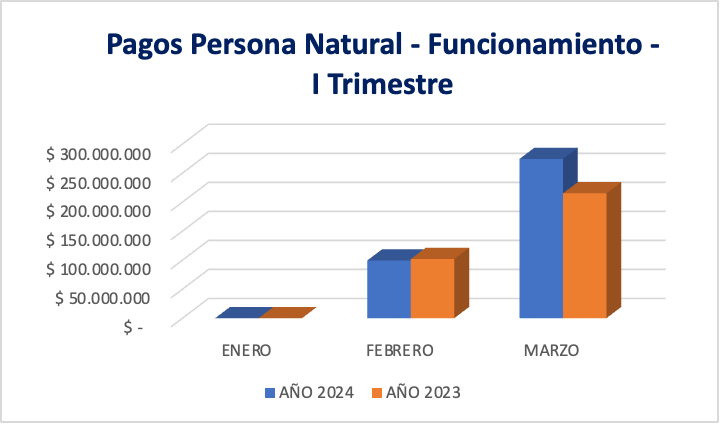 Pagos Persona Natural - Funcionamiento -
I Trimestre
$ 300.000.000
$ 250.000.000
$ 200.000.000
$ 150.000.000
$ 100.000.000
$ 50.000.000
$ -
ENERO FEBRERO MARZO
AÑO 2024 AÑO 2023